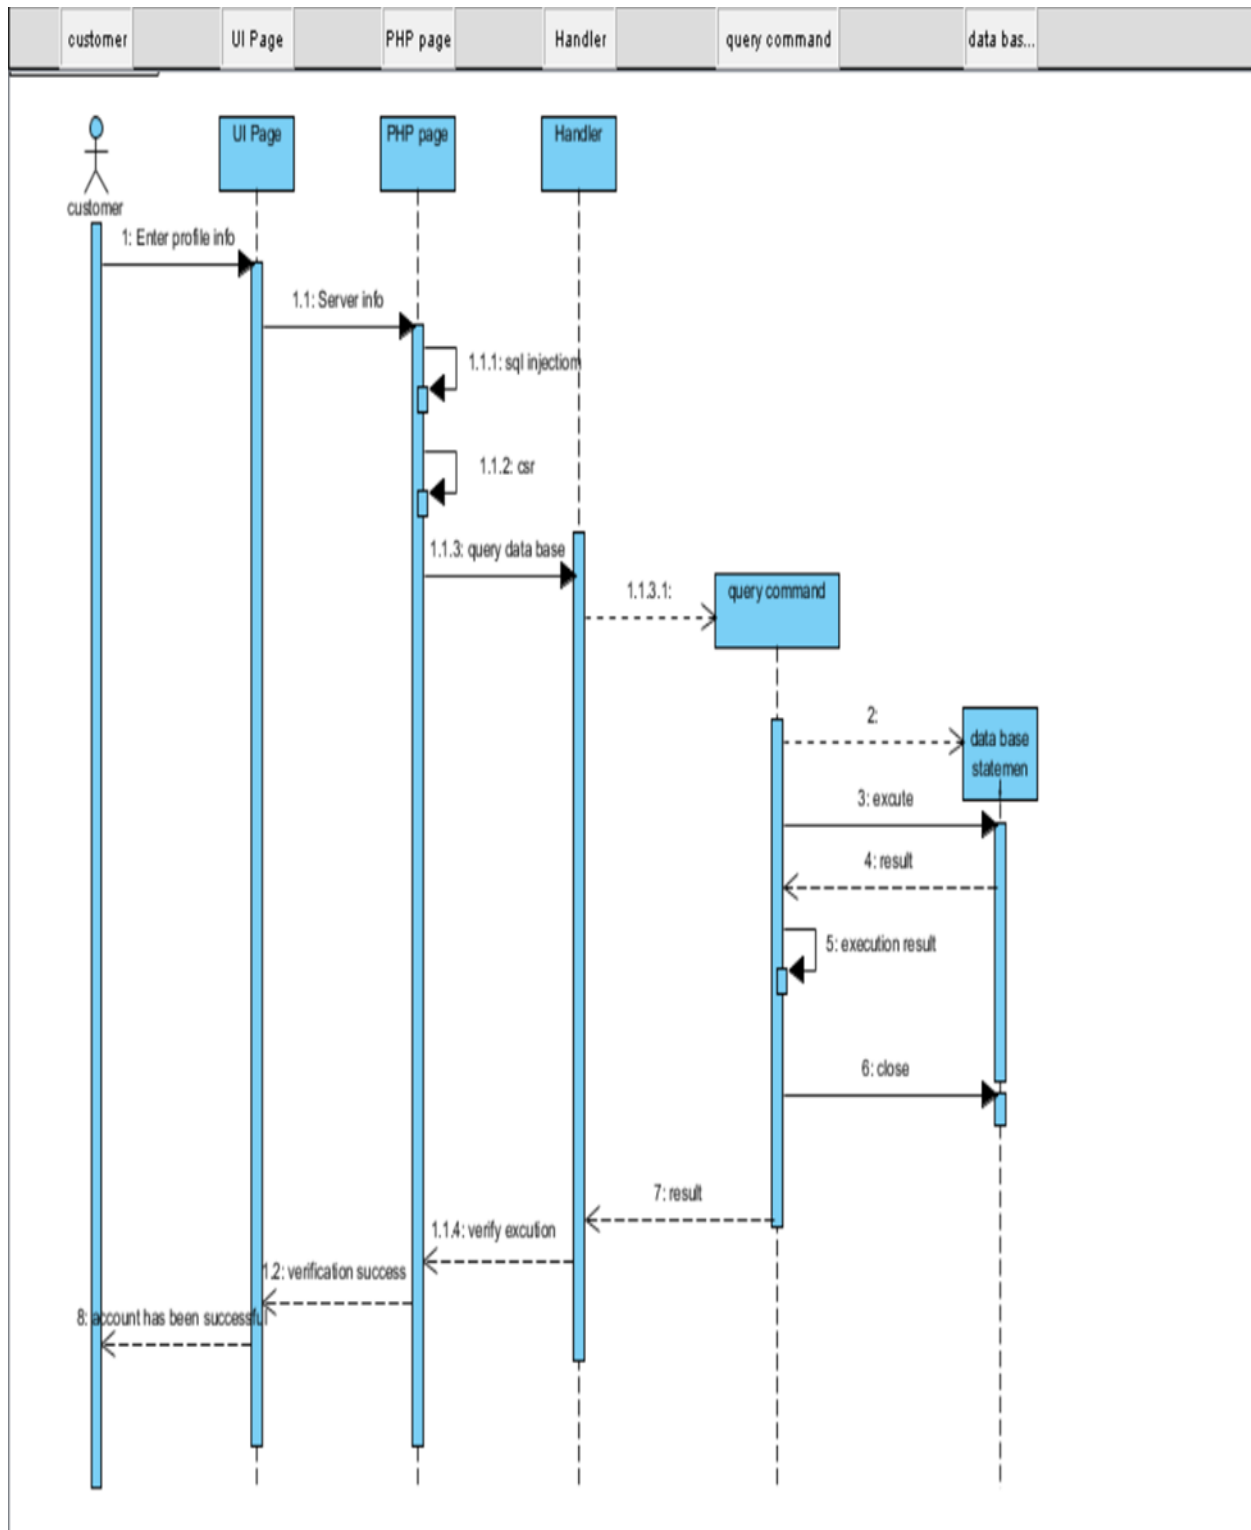 customer
UI Page
PHP page
Handler
query command
data bas...
UI Page
PHP page
Handler
customer
1: Enter profile info
1.1: Server info
1.1.1: sql injection
1.1.2: csr
1.1.3: query data base
1.1.3.1:
query command
2:
data base
statemen
3: excute
4: result
5: execution result
6: close
7: result
1.1.4: verify excution
1.2: verification success
8: account has been successful